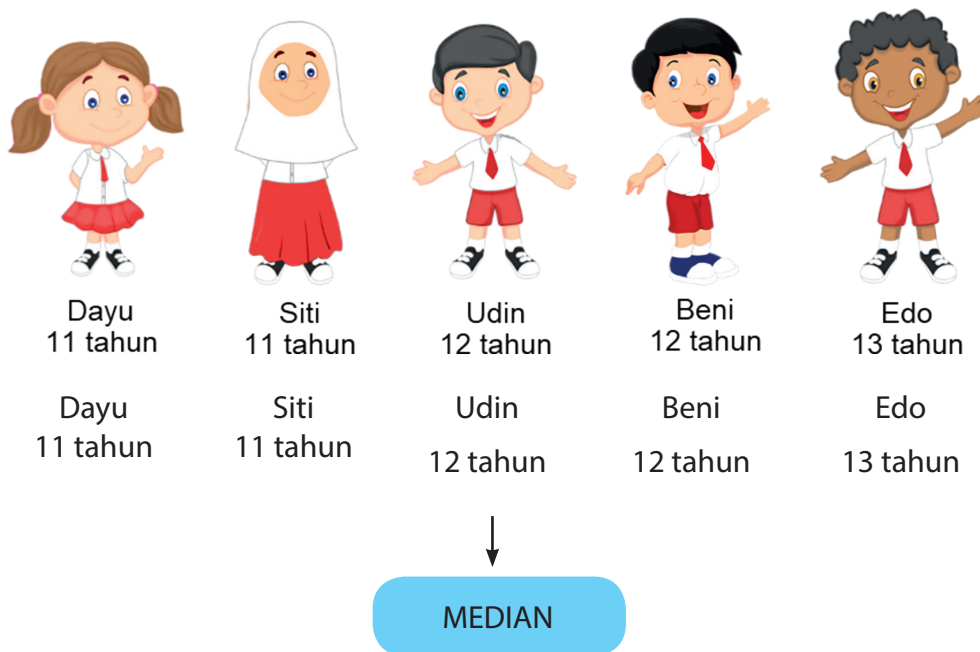 Dayu
11 tahun
Siti
11 tahun
Udin
12 tahun
Beni
12 tahun
Edo
13 tahun
Dayu
11 tahun
Siti
11 tahun
Udin
12 tahun
Beni
12 tahun
Edo
13 tahun
MEDIAN